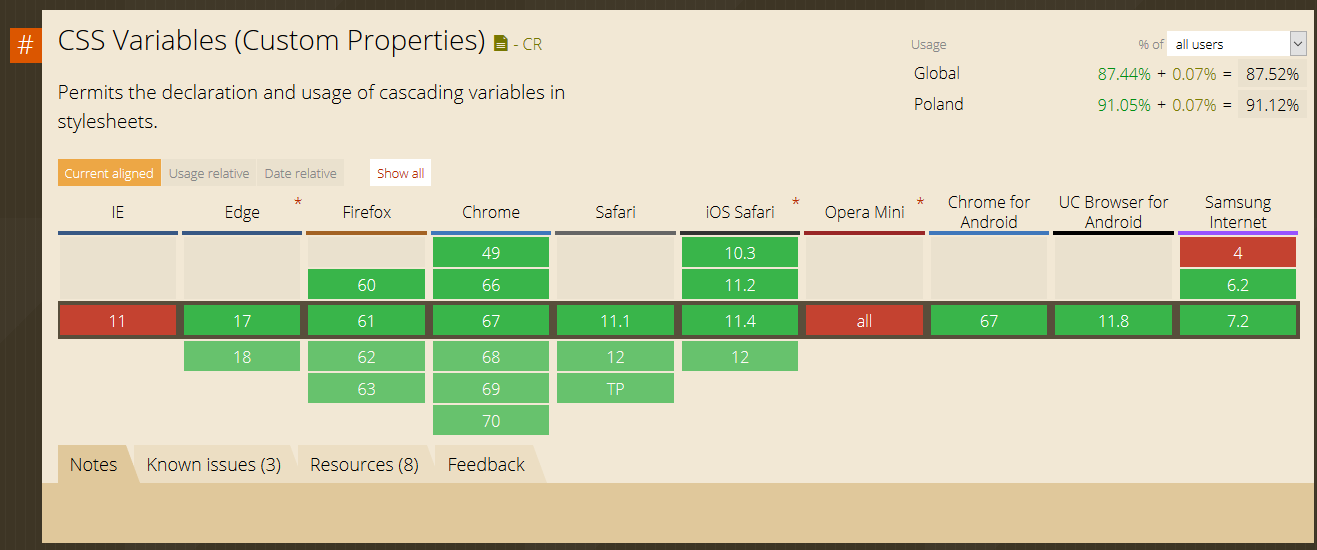 #
CSS Variables (Custom Properties) - CR
Usage % of all users
Global 87.44% + 0.07% = 87.52%
Poland 91.05% + 0.07% = 91.12%
Permits the declaration and usage of cascading variables in
stylesheets.
Current aligned Usage relative Date relative Show all
IE Edge * Firefox Chrome Safari iOS Safari * Opera Mini * Chrome for Android UC Browser for Android Samsung Internet
49 10.3 4
60 66 11.2 6.2
11 17 61 67 11.1 11.4 all 67 11.8 7.2
18 62 68 12 12
63 69 TP
70
Notes Known issues (3) Resources (8) Feedback